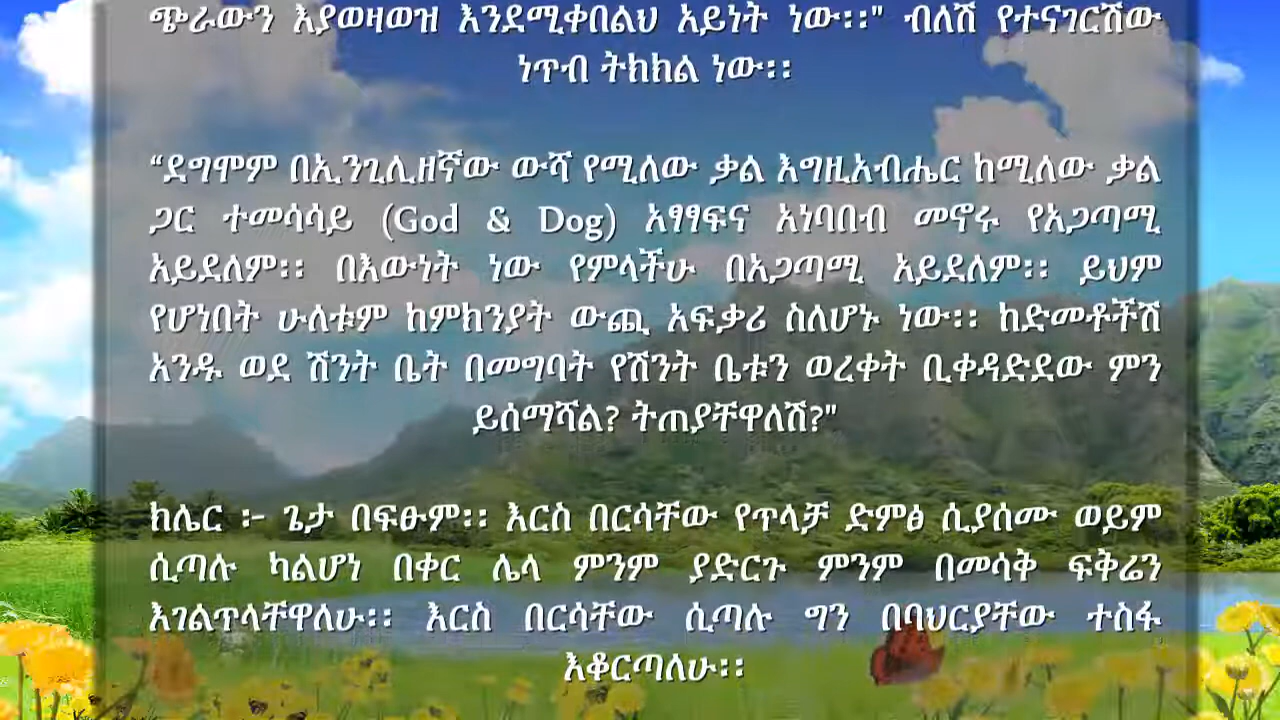 ጭራውን እያወዛወዝ እንደሚቀበልህ አይነት ነው፡፡" ብለሽ የተናገርሽው
ነጥብ ትክክል ነው፡፡
“ደግሞም በኢንጊሊዘኛው ውሻ የሚለው ቃል እግዚአብሔር ከሚለው ቃል
ጋር ተመሳሳይ (God & Dog) አፃፃፍና አነባበብ መኖሩ የአጋጣሚ
አይደለም፡፡ በእውነት ነው የምላችሁ በአጋጣሚ አይደለም፡፡ ይህም
የሆነበት ሁለቱም ከምክንያት ውጪ አፍቃሪ ስለሆኑ ነው፡፡ ከድመቶችሽ
አንዱ ወደ ሽንት ቤት በመግባት የሽንት ቤቱን ወረቀት ቢቀዳድደው ምን
ይሰማሻል? ትጠያቸዋለሽ?"
ክሌር ፦ ጌታ በፍፁም፡፡ እርስ በርሳቸው የጥላቻ ድምፅ ሲያሰሙ ወይም
ሲጣሉ ካልሆነ በቀር ሌላ ምንም ያድርጉ ምንም በመሳቅ ፍቅሬን
እገልጥላቸዋለሁ፡፡ እርስ በርሳቸው ሲጣሉ ግን በባህርያቸው ተስፋ
እቆርጣለሁ፡፡